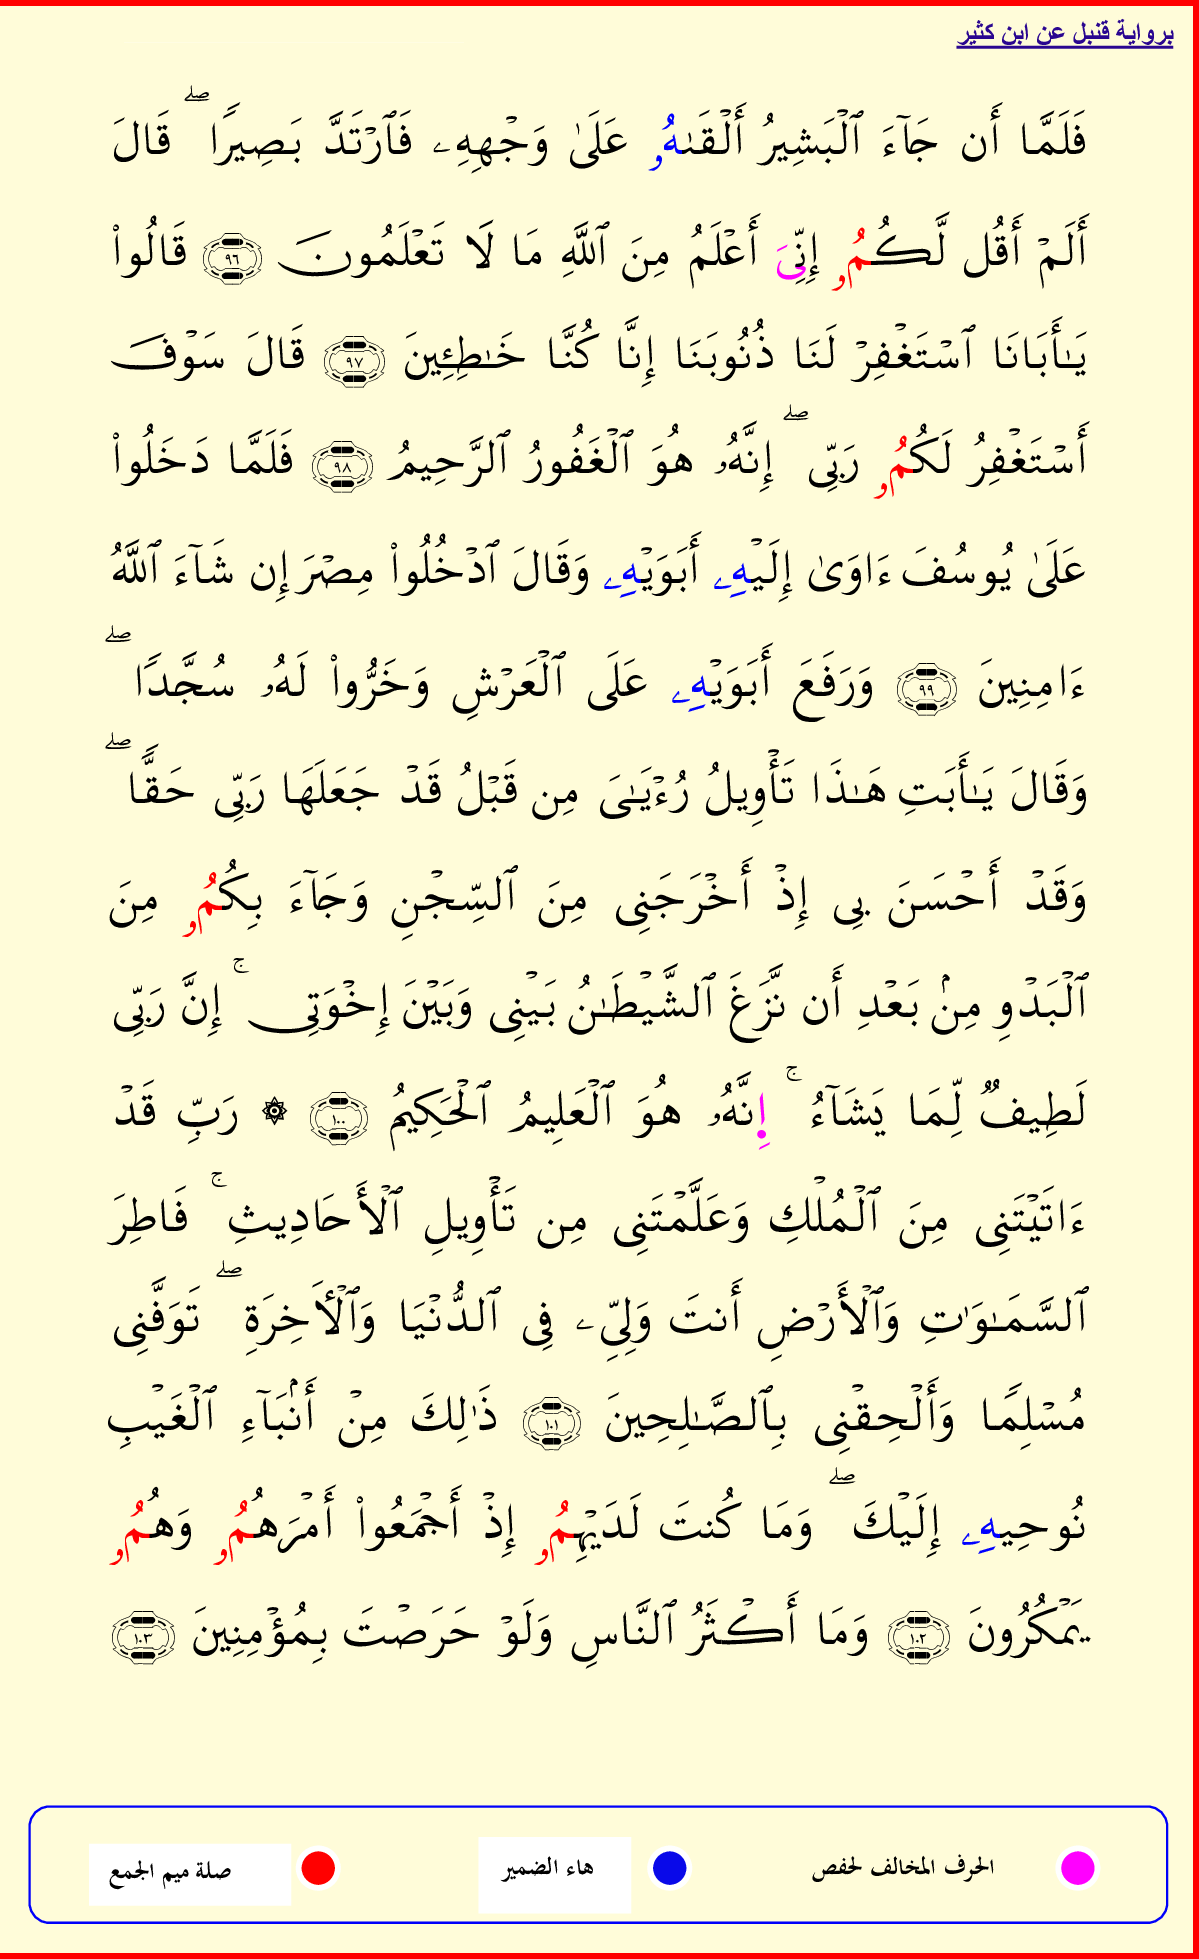 برواية قنبل عن ابن كثير
فَلَمَّا أَن جَآءَ ٱلْبَشِيرُ أَلْقَىٰهُۥ عَلَىٰ وَجْهِهِۦ فَٱرْتَدَّ بَصِيرًا ۖ قَالَ
أَلَمْ أَقُل لَّكُمُۥ إِنِّىَ أَعْلَمُ مِنَ ٱللَّهِ مَا لَا تَعْلَمُونَ ٩٦ قَالُوا۟
يَـٰٓأَبَانَا ٱسْتَغْفِرْ لَنَا ذُنُوبَنَا إِنَّا كُنَّا خَـٰطِـِٔينَ ٩٧ قَالَ سَوْفَ
أَسْتَغْفِرُ لَكُمُۥ رَبِّى ۖ إِنَّهُۥ هُوَ ٱلْغَفُورُ ٱلرَّحِيمُ ٩٨ فَلَمَّا دَخَلُوا۟
عَلَىٰ يُوسُفَ ءَاوَىٰ إِلَيْهِۦ أَبَوَيْهِۦ وَقَالَ ٱدْخُلُوا۟ مِصْرَ إِن شَآءَ ٱللَّهُ
ءَامِنِينَ ٩٩ وَرَفَعَ أَبَوَيْهِۦ عَلَى ٱلْعَرْشِ وَخَرُّوا۟ لَهُۥ سُجَّدًا ۖ
وَقَالَ يَـٰٓأَبَتِ هَـٰذَا تَأْوِيلُ رُءْيَـٰىَ مِن قَبْلُ قَدْ جَعَلَهَا رَبِّى حَقًّا ۖ
وَقَدْ أَحْسَنَ بِى إِذْ أَخْرَجَنِى مِنَ ٱلسِّجْنِ وَجَآءَ بِكُمُۥ مِنَ
ٱلْبَدْوِ مِنۢ بَعْدِ أَن نَّزَغَ ٱلشَّيْطَـٰنُ بَيْنِى وَبَيْنَ إِخْوَتِى ۚ إِنَّ رَبِّى
لَطِيفٌ لِّمَا يَشَآءُ ۚ إِنَّهُۥ هُوَ ٱلْعَلِيمُ ٱلْحَكِيمُ ١٠٠ ۞ رَبِّ قَدْ
ءَاتَيْتَنِى مِنَ ٱلْمُلْكِ وَعَلَّمْتَنِى مِن تَأْوِيلِ ٱلْأَحَادِيثِ ۚ فَاطِرَ
ٱلسَّمَـٰوَٰتِ وَٱلْأَرْضِ أَنتَ وَلِىِّۦ فِى ٱلدُّنْيَا وَٱلْـَٔاخِرَةِ ۖ تَوَفَّنِى
مُسْلِمًا وَأَلْحِقْنِى بِٱلصَّـٰلِحِينَ ١٠١ ذَٰلِكَ مِنْ أَنۢبَآءِ ٱلْغَيْبِ
نُوحِيهِۦ إِلَيْكَ ۖ وَمَا كُنتَ لَدَيْهِمُۥ إِذْ أَجْمَعُوا۟ أَمْرَهُمُۥ وَهُمُۥ
يَمْكُرُونَ ١٠٢ وَمَا أَكْثَرُ ٱلنَّاسِ وَلَوْ حَرَصْتَ بِمُؤْمِنِينَ ١٠٣
الحرف المخالف لحفص هاء الضمير صلة ميم الجمع